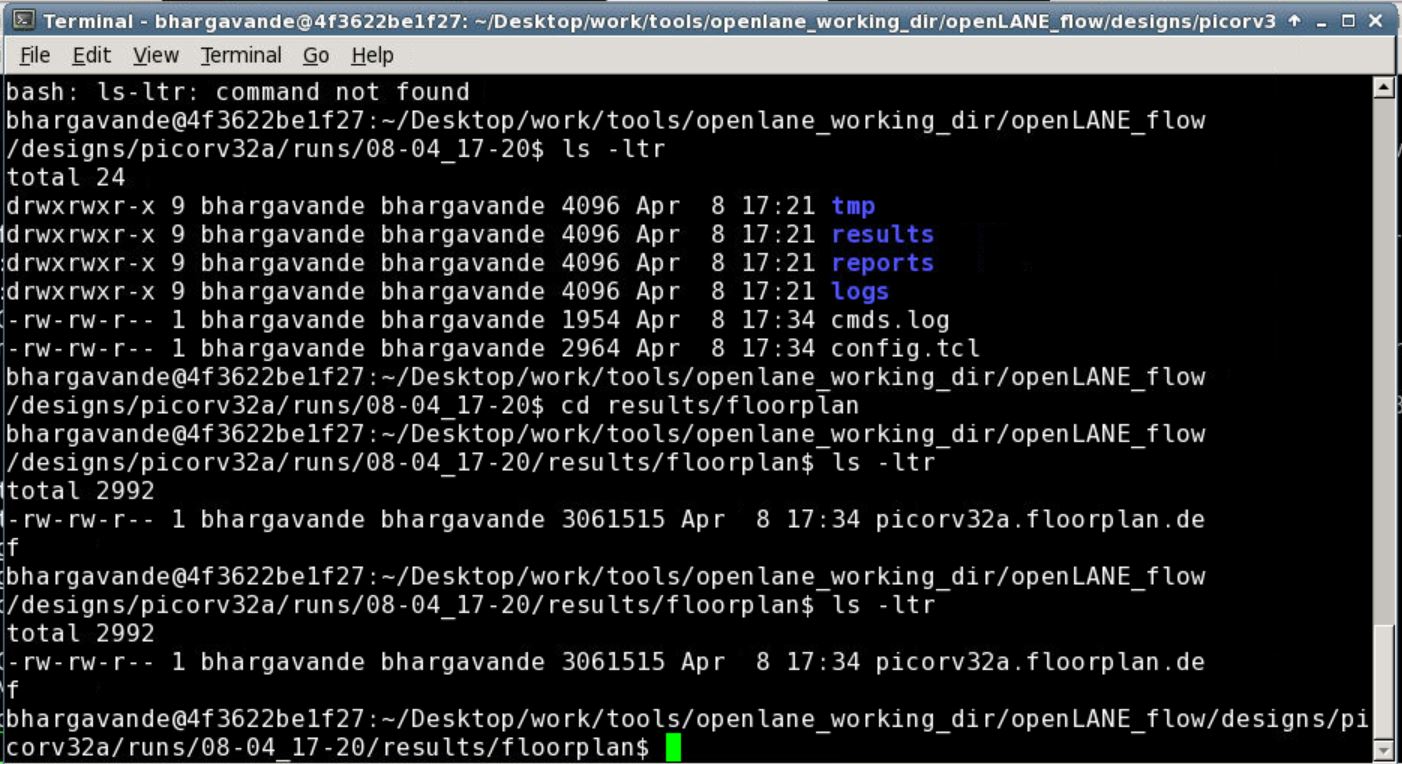 Terminal - bhargavande@4f3622be1f27: ~/Desktop/work/tools/openlane_working_dir/openLANE_flow/designs/picorv3
File Edit View Terminal Go Help
bash: ls-ltr: command not found
bhargavande@4f3622be1f27:~/Desktop/work/tools/openlane_working_dir/openLANE_flow
/designs/picorv32a/runs/08-04_17-20$ ls -ltr
total 24
drwxrwxr-x 9 bhargavande bhargavande 4096 Apr  8 17:21 tmp
drwxrwxr-x 9 bhargavande bhargavande 4096 Apr  8 17:21 results
drwxrwxr-x 9 bhargavande bhargavande 4096 Apr  8 17:21 reports
drwxrwxr-x 9 bhargavande bhargavande 4096 Apr  8 17:21 logs
-rw-rw-r-- 1 bhargavande bhargavande 1954 Apr  8 17:34 cmds.log
-rw-rw-r-- 1 bhargavande bhargavande 2964 Apr  8 17:34 config.tcl
bhargavande@4f3622be1f27:~/Desktop/work/tools/openlane_working_dir/openLANE_flow
/designs/picorv32a/runs/08-04_17-20$ cd results/floorplan
bhargavande@4f3622be1f27:~/Desktop/work/tools/openlane_working_dir/openLANE_flow
/designs/picorv32a/runs/08-04_17-20/results/floorplan$ ls -ltr
total 2992
-rw-rw-r-- 1 bhargavande bhargavande 3061515 Apr  8 17:34 picorv32a.floorplan.de
f
bhargavande@4f3622be1f27:~/Desktop/work/tools/openlane_working_dir/openLANE_flow
/designs/picorv32a/runs/08-04_17-20/results/floorplan$ ls -ltr
total 2992
-rw-rw-r-- 1 bhargavande bhargavande 3061515 Apr  8 17:34 picorv32a.floorplan.de
f
bhargavande@4f3622be1f27:~/Desktop/work/tools/openlane_working_dir/openLANE_flow/designs/pi
corv32a/runs/08-04_17-20/results/floorplan$